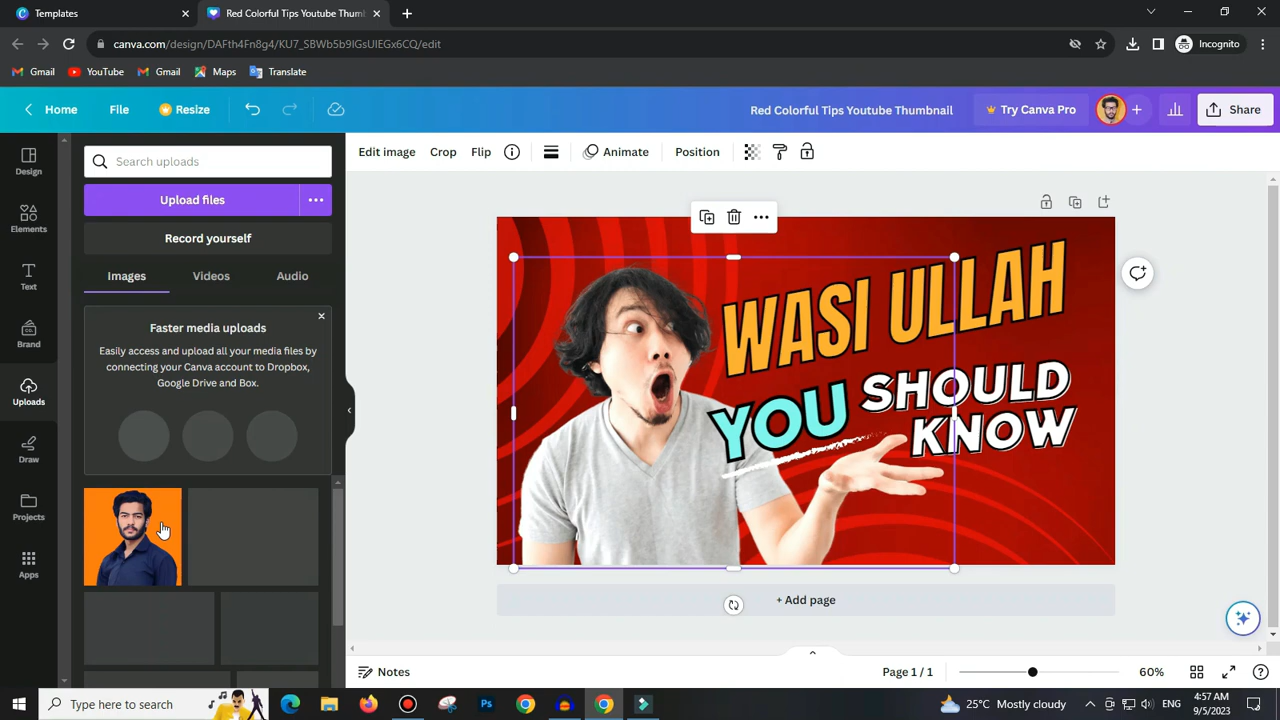 Templates
Red Colorful Tips Youtube Thumb
canva.com/design/DAFth4Fn8g4/KU7_SBWb5b9IGsUIEGx6CQ/edit
Incognito
Gmail
YouTube
Gmail
Maps
Translate
Home
File
Resize
Red Colorful Tips Youtube Thumbnail
Try Canva Pro
Share
Design
Elements
Text
Brand
Uploads
Draw
Projects
Apps
Search uploads
Upload files
Record yourself
Images
Videos
Audio
Faster media uploads
Easily access and upload all your media files by
connecting your Canva account to Dropbox,
Google Drive and Box.
Edit image
Crop
Flip
Animate
Position
WASI ULLAH
YOU SHOULD
KNOW
+ Add page
Notes
Page 1 / 1
60%
Type here to search
Ps
25°C Mostly cloudy
ENG
4:57 AM
9/5/2023